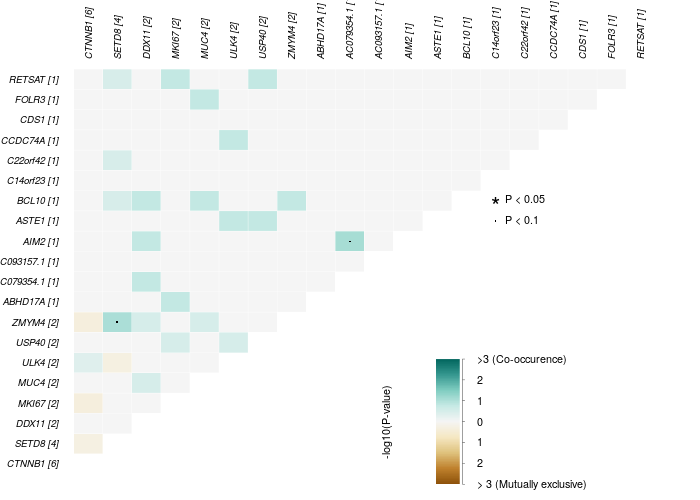 CTNNB1 [6]
SETD8 [4]
DDX11 [2]
MKI67 [2]
MUC4 [2]
ULK4 [2]
USP40 [2]
ZMYM4 [2]
ABHD17A [1]
AC079354.1 [
AC093157.1 [
AIM2 [1]
ASTE1 [1]
BCL10 [1]
C14orf23 [1]
C22orf42 [1]
CCDC74A [1]
CDS1 [1]
FOLR3 [1]
RETSAT [1]
RETSAT [1]
FOLR3 [1]
CDS1 [1]
CCDC74A [1]
C22orf42 [1]
C14orf23 [1]
BCL10 [1]
* P < 0.05
ASTE1 [1]
· P < 0.1
AIM2 [1]
C093157.1 [1]
C079354.1 [1]
ABHD17A [1]
ZMYM4 [2]
USP40 [2]
ULK4 [2]
MUC4 [2]
MKI67 [2]
DDX11 [2]
SETD8 [4]
CTNNB1 [6]
-log10(P-value)
>3 (Co-occurence)
2
1
0
1
2
> 3 (Mutually exclusive)